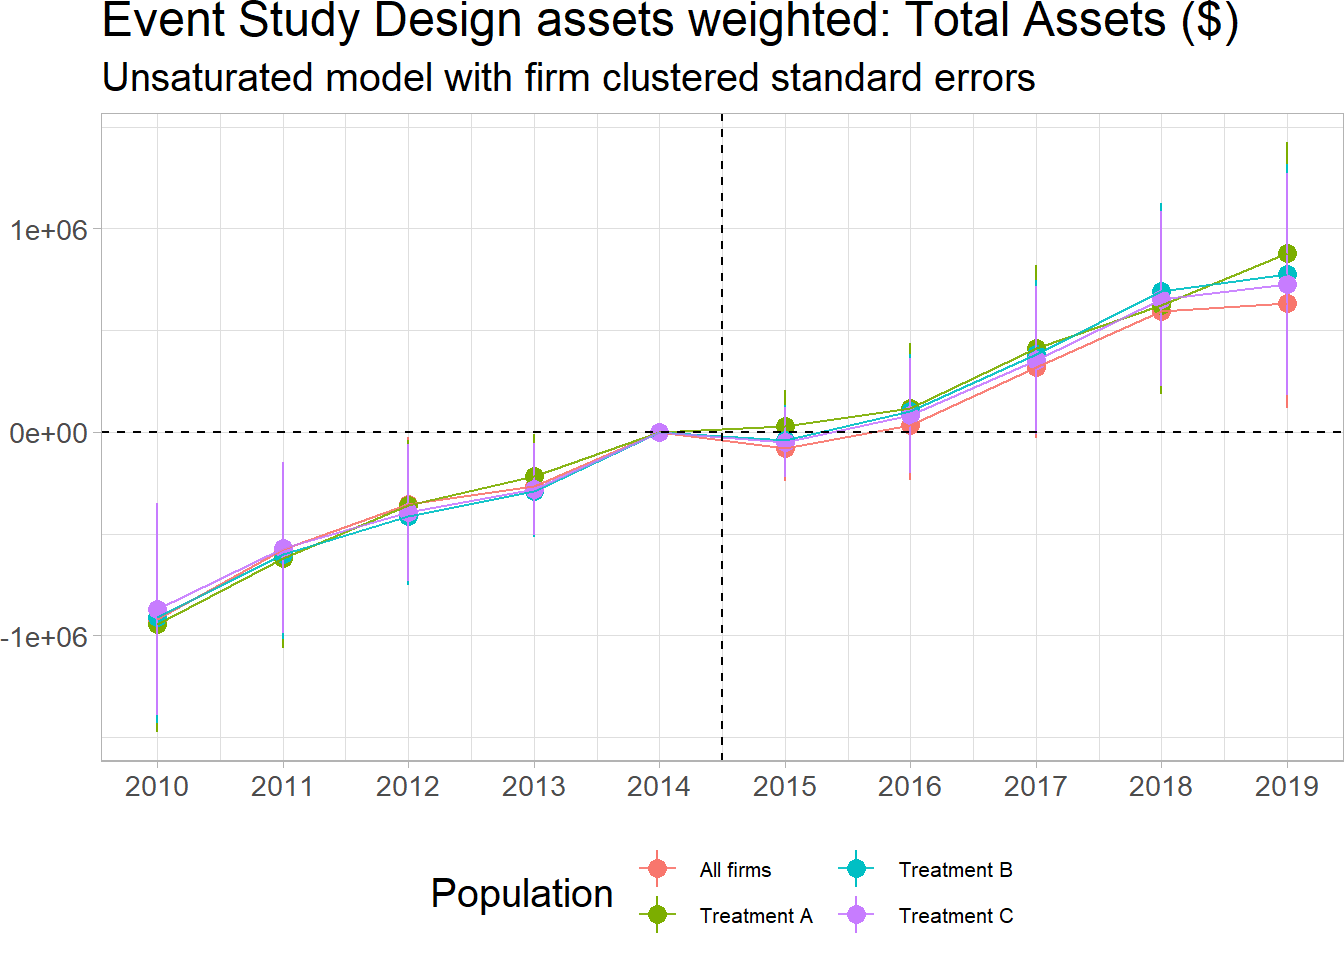 Event Study Design assets weighted: Total Assets ($)
Unsaturated model with firm clustered standard errors
1e+06
0e+00
-1e+06
2010 2011 2012 2013 2014 2015 2016 2017 2018 2019
Population
All firms
Treatment A
Treatment B
Treatment C